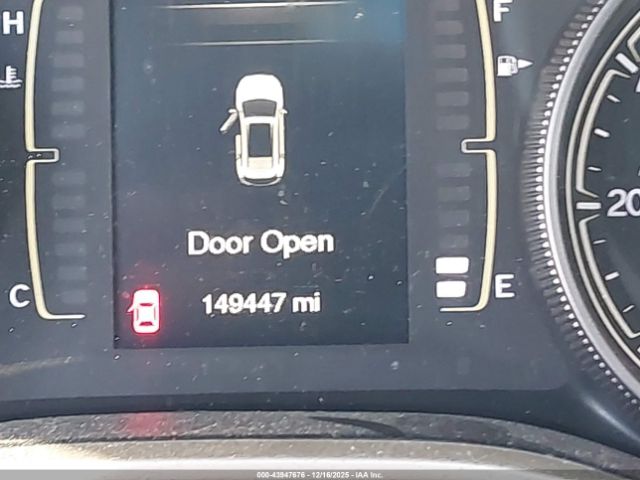 H
F
20
Door Open
C
E
149447 mi
000-43947676 - 12/16/2025 - IAA Inc.